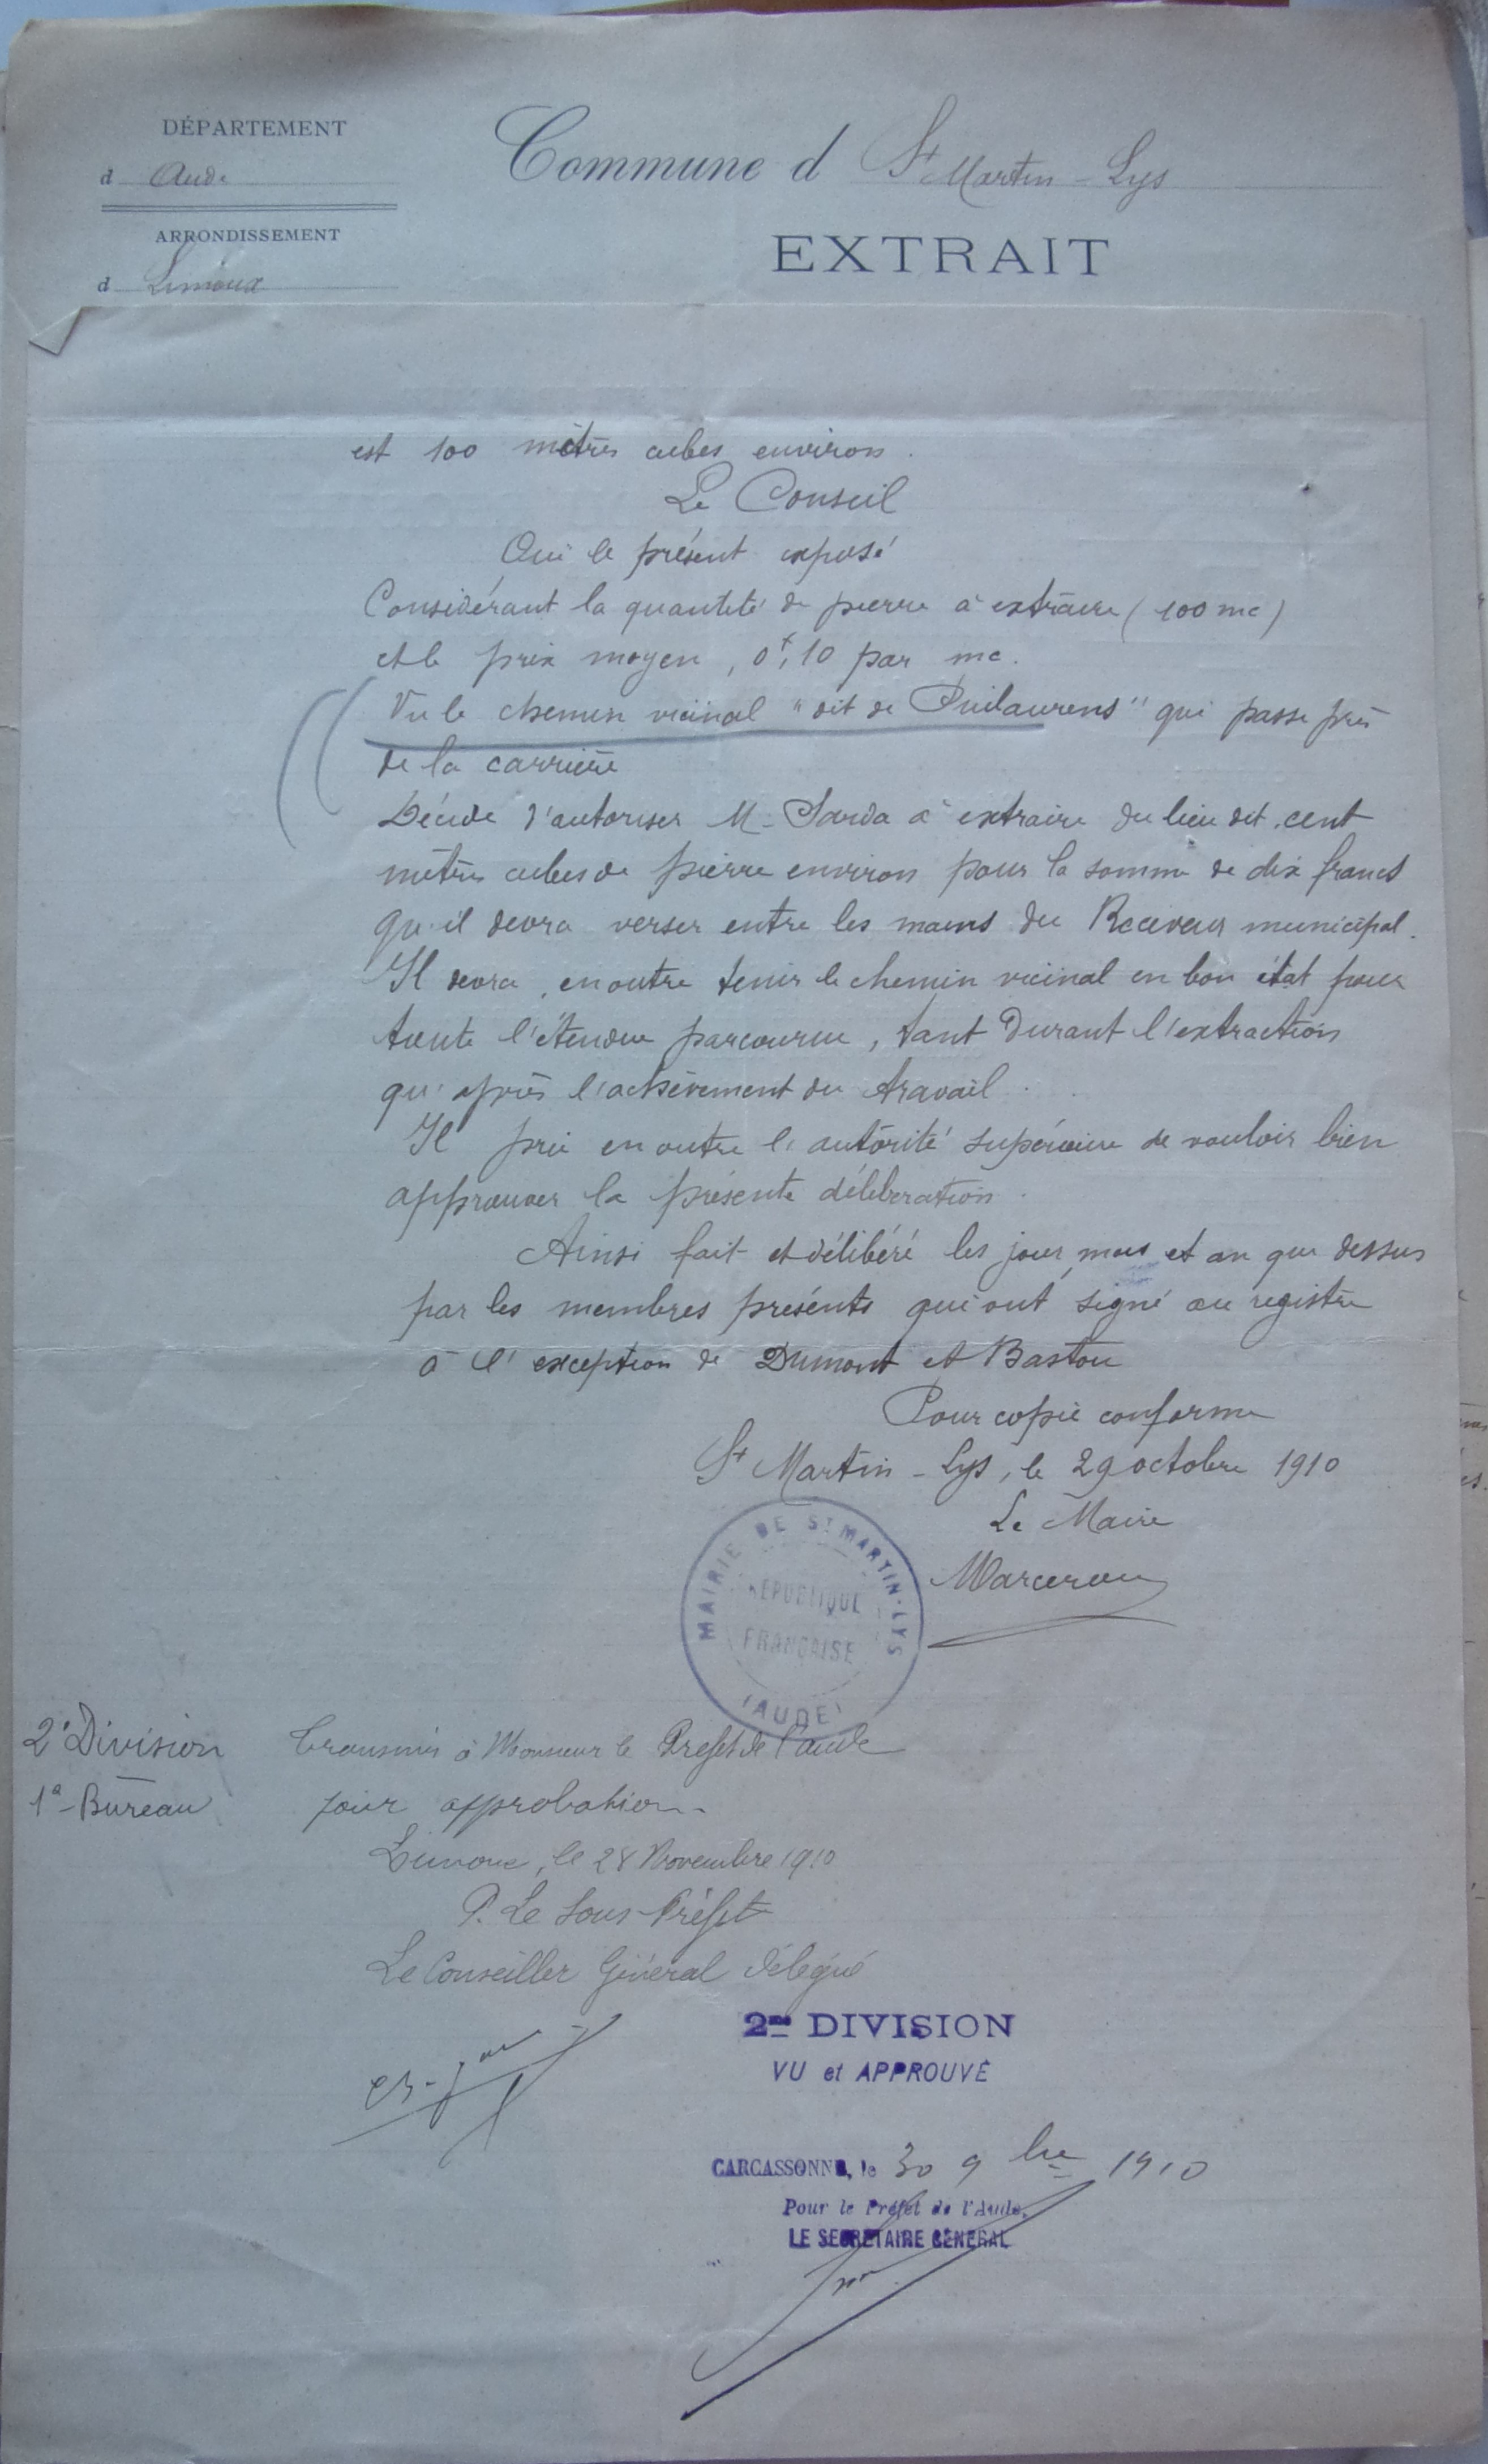 DÉPARTEMENT
d Aude
ARRONDISSEMENT
d Limoux
Commune d St Martin-Lys
EXTRAIT
est 100 mètres cubes environ.
Le Conseil
Oui le présent exposé
Considérant la quantité de pierre à extraire (100 mc)
et le prix moyen, 0f,10 par mc.
Vu le chemin vicinal "dit de Puilaurens" qui passe près
de la carrière
Décide d'autoriser M. Sarda à extraire du lieu dit, cent
mètres cubes de pierre environ pour la somme de dix francs
qu'il devra verser entre les mains du Receveur municipal.
Il devra, en outre tenir le chemin vicinal en bon état pour
toute l'étendue parcourue, tant durant l'extraction
qu'après l'achèvement du travail.
Il prie en outre l'autorité supérieure de vouloir bien
approuver la présente délibération.
Ainsi fait et délibéré les jour, mois et an que dessus
par les membres présents qui ont signé au registre
à l'exception de Dumont et Bastou
Pour copie conforme
St Martin-Lys, le 29 octobre 1910
Le Maire
Marceron
MAIRIE DE ST MARTIN-LYS
RÉPUBLIQUE
FRANÇAISE
(AUDE)
2e Division
1e Bureau
Transmis à Monsieur le Préfet de l'aude
pour approbation.
Limoux, le 28 Novembre 1910
P. Le Sous-Préfet
Le Conseiller Général délégué
2me DIVISION
VU et APPROUVÉ
CARCASSONNE, le 30 9bre 1910
Pour le Préfet de l'Aude,
LE SECRÉTAIRE GÉNÉRAL